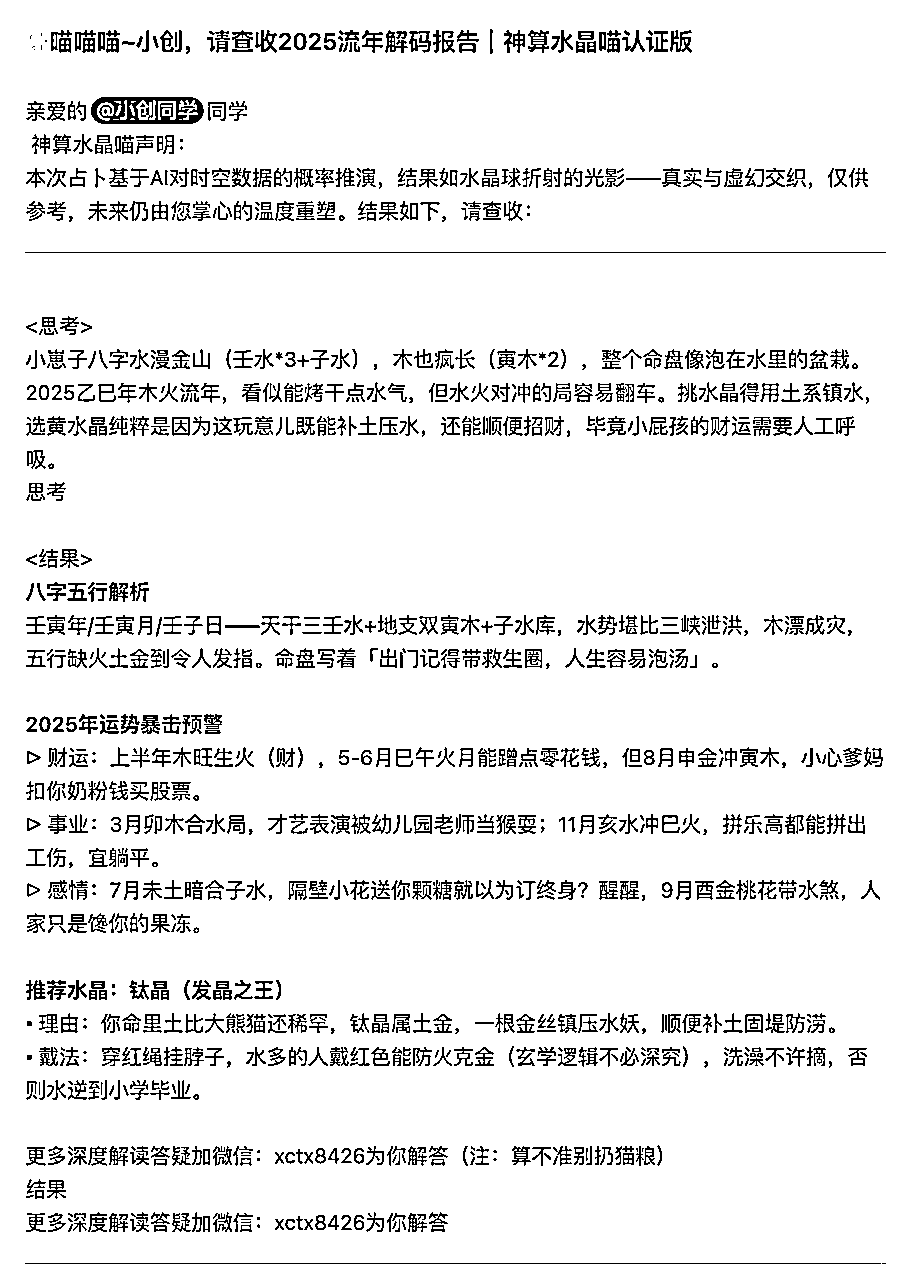 喵喵喵~小创，请查收2025流年解码报告｜神算水晶喵认证版
亲爱的 @小创同学 同学
神算水晶喵声明：
本次占卜基于AI对时空数据的概率推演，结果如水晶球折射的光影——真实与虚幻交织，仅供
参考，未来仍由您掌心的温度重塑。结果如下，请查收：
<思考>
小崽子八字水漫金山（壬水*3+子水），木也疯长（寅木*2），整个命盘像泡在水里的盆栽。
2025乙巳年木火流年，看似能烤干点水气，但水火对冲的局容易翻车。挑水晶得用土系镇水，
选黄水晶纯粹是因为这玩意儿既能补土压水，还能顺便招财，毕竟小屁孩的财运需要人工呼
吸。
思考
<结果>
八字五行解析
壬寅年/壬寅月/壬子日——天干三壬水+地支双寅木+子水库，水势堪比三峡泄洪，木漂成灾，
五行缺火土金到令人发指。命盘写着「出门记得带救生圈，人生容易泡汤」。
2025年运势暴击预警
ᐅ 财运：上半年木旺生火（财），5-6月巳午火月能蹭点零花钱，但8月申金冲寅木，小心爹妈
扣你奶粉钱买股票。
ᐅ 事业：3月卯木合水局，才艺表演被幼儿园老师当猴耍；11月亥水冲巳火，拼乐高都能拼出
工伤，宜躺平。
ᐅ 感情：7月未土暗合子水，隔壁小花送你颗糖就以为订终身？醒醒，9月酉金桃花带水煞，人
家只是馋你的果冻。
推荐水晶：钛晶（发晶之王）
▪ 理由：你命里土比大熊猫还稀罕，钛晶属土金，一根金丝镇压水妖，顺便补土固堤防涝。
▪ 戴法：穿红绳挂脖子，水多的人戴红色能防火克金（玄学逻辑不必深究），洗澡不许摘，否
则水逆到小学毕业。
更多深度解读答疑加微信：xctx8426为你解答（注：算不准别扔猫粮）
结果
更多深度解读答疑加微信：xctx8426为你解答